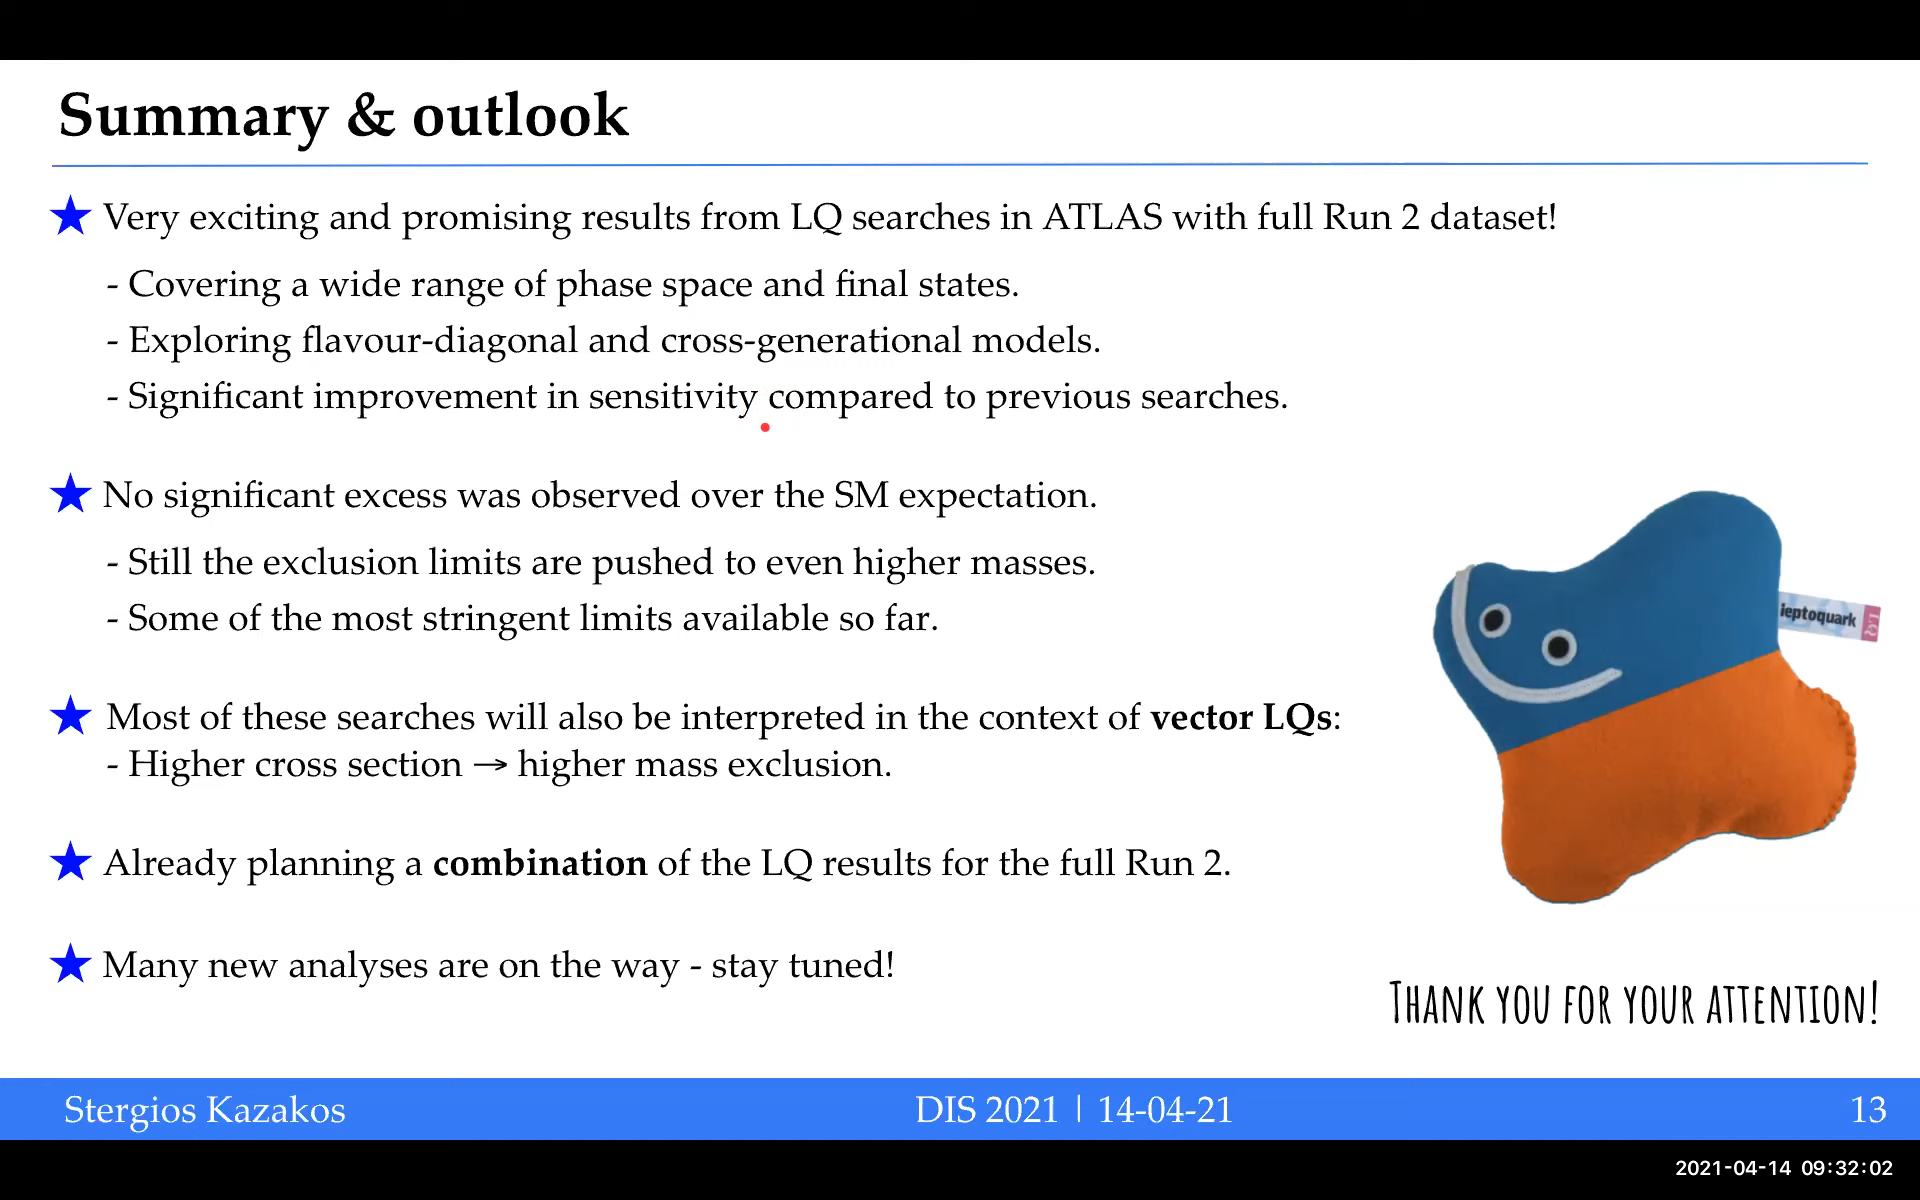 Summary & outlook
★ Very exciting and promising results from LQ searches in ATLAS with full Run 2 dataset!
- Covering a wide range of phase space and final states.
- Exploring flavour-diagonal and cross-generational models.
- Significant improvement in sensitivity compared to previous searches.
★ No significant excess was observed over the SM expectation.
- Still the exclusion limits are pushed to even higher masses.
- Some of the most stringent limits available so far.
leptoquark LQ
★ Most of these searches will also be interpreted in the context of vector LQs:
- Higher cross section → higher mass exclusion.
★ Already planning a combination of the LQ results for the full Run 2.
★ Many new analyses are on the way - stay tuned!
Thank you for your attention!
Stergios Kazakos DIS 2021 | 14-04-21 13
2021-04-14 09:32:02